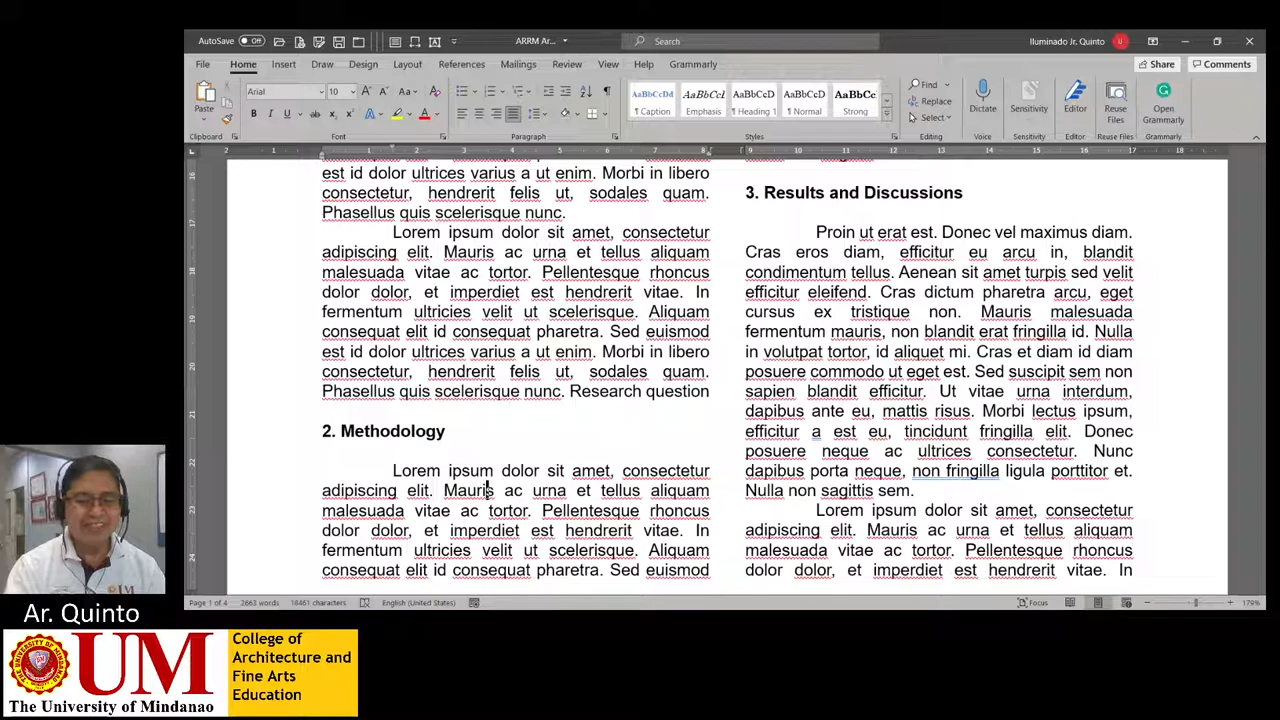 AutoSave Off
ARRM Ar...
Search
Iluminado Jr. Quinto
File Home Insert Draw Design Layout References Mailings Review View Help Grammarly
Share Comments
Arial 10
Paste
Clipboard
Font
Paragraph
AaBbCcDd AaBbCcI AaBbCcD AaBbCcD AaBbCc
¶ Caption Emphasis ¶ Heading 1 ¶ Normal Strong
Styles
Find
Replace
Select
Editing
Dictate
Voice
Sensitivity
Sensitivity
Editor
Editor
Reuse Files
Reuse Files
Open Grammarly
Grammarly
est id dolor ultrices varius a ut enim. Morbi in libero
consectetur, hendrerit felis ut, sodales quam.
Phasellus quis scelerisque nunc.
Lorem ipsum dolor sit amet, consectetur
adipiscing elit. Mauris ac urna et tellus aliquam
malesuada vitae ac tortor. Pellentesque rhoncus
dolor dolor, et imperdiet est hendrerit vitae. In
fermentum ultricies velit ut scelerisque. Aliquam
consequat elit id consequat pharetra. Sed euismod
est id dolor ultrices varius a ut enim. Morbi in libero
consectetur, hendrerit felis ut, sodales quam.
Phasellus quis scelerisque nunc. Research question
2. Methodology
Lorem ipsum dolor sit amet, consectetur
adipiscing elit. Mauris ac urna et tellus aliquam
malesuada vitae ac tortor. Pellentesque rhoncus
dolor dolor, et imperdiet est hendrerit vitae. In
fermentum ultricies velit ut scelerisque. Aliquam
consequat elit id consequat pharetra. Sed euismod
3. Results and Discussions
Proin ut erat est. Donec vel maximus diam.
Cras eros diam, efficitur eu arcu in, blandit
condimentum tellus. Aenean sit amet turpis sed velit
efficitur eleifend. Cras dictum pharetra arcu, eget
cursus ex tristique non. Mauris malesuada
fermentum mauris, non blandit erat fringilla id. Nulla
in volutpat tortor, id aliquet mi. Cras et diam id diam
posuere commodo ut eget est. Sed suscipit sem non
sapien blandit efficitur. Ut vitae urna interdum,
dapibus ante eu, mattis risus. Morbi lectus ipsum,
efficitur a est eu, tincidunt fringilla elit. Donec
posuere neque ac ultrices consectetur. Nunc
dapibus porta neque, non fringilla ligula porttitor et.
Nulla non sagittis sem.
Lorem ipsum dolor sit amet, consectetur
adipiscing elit. Mauris ac urna et tellus aliquam
malesuada vitae ac tortor. Pellentesque rhoncus
dolor dolor, et imperdiet est hendrerit vitae. In
Page 1 of 4 2663 words 18461 characters English (United States)
Focus
179%
Ar. Quinto
UM
The University of Mindanao
College of
Architecture and
Fine Arts
Education